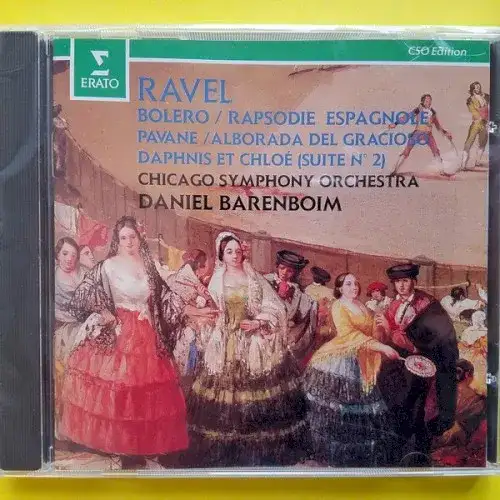 CSO Edition
ERATO
RAVEL
BOLERO / RAPSODIE ESPAGNOLE
PAVANE / ALBORADA DEL GRACIOSO
DAPHNIS ET CHLOÉ (SUITE N° 2)
CHICAGO SYMPHONY ORCHESTRA
DANIEL BARENBOIM